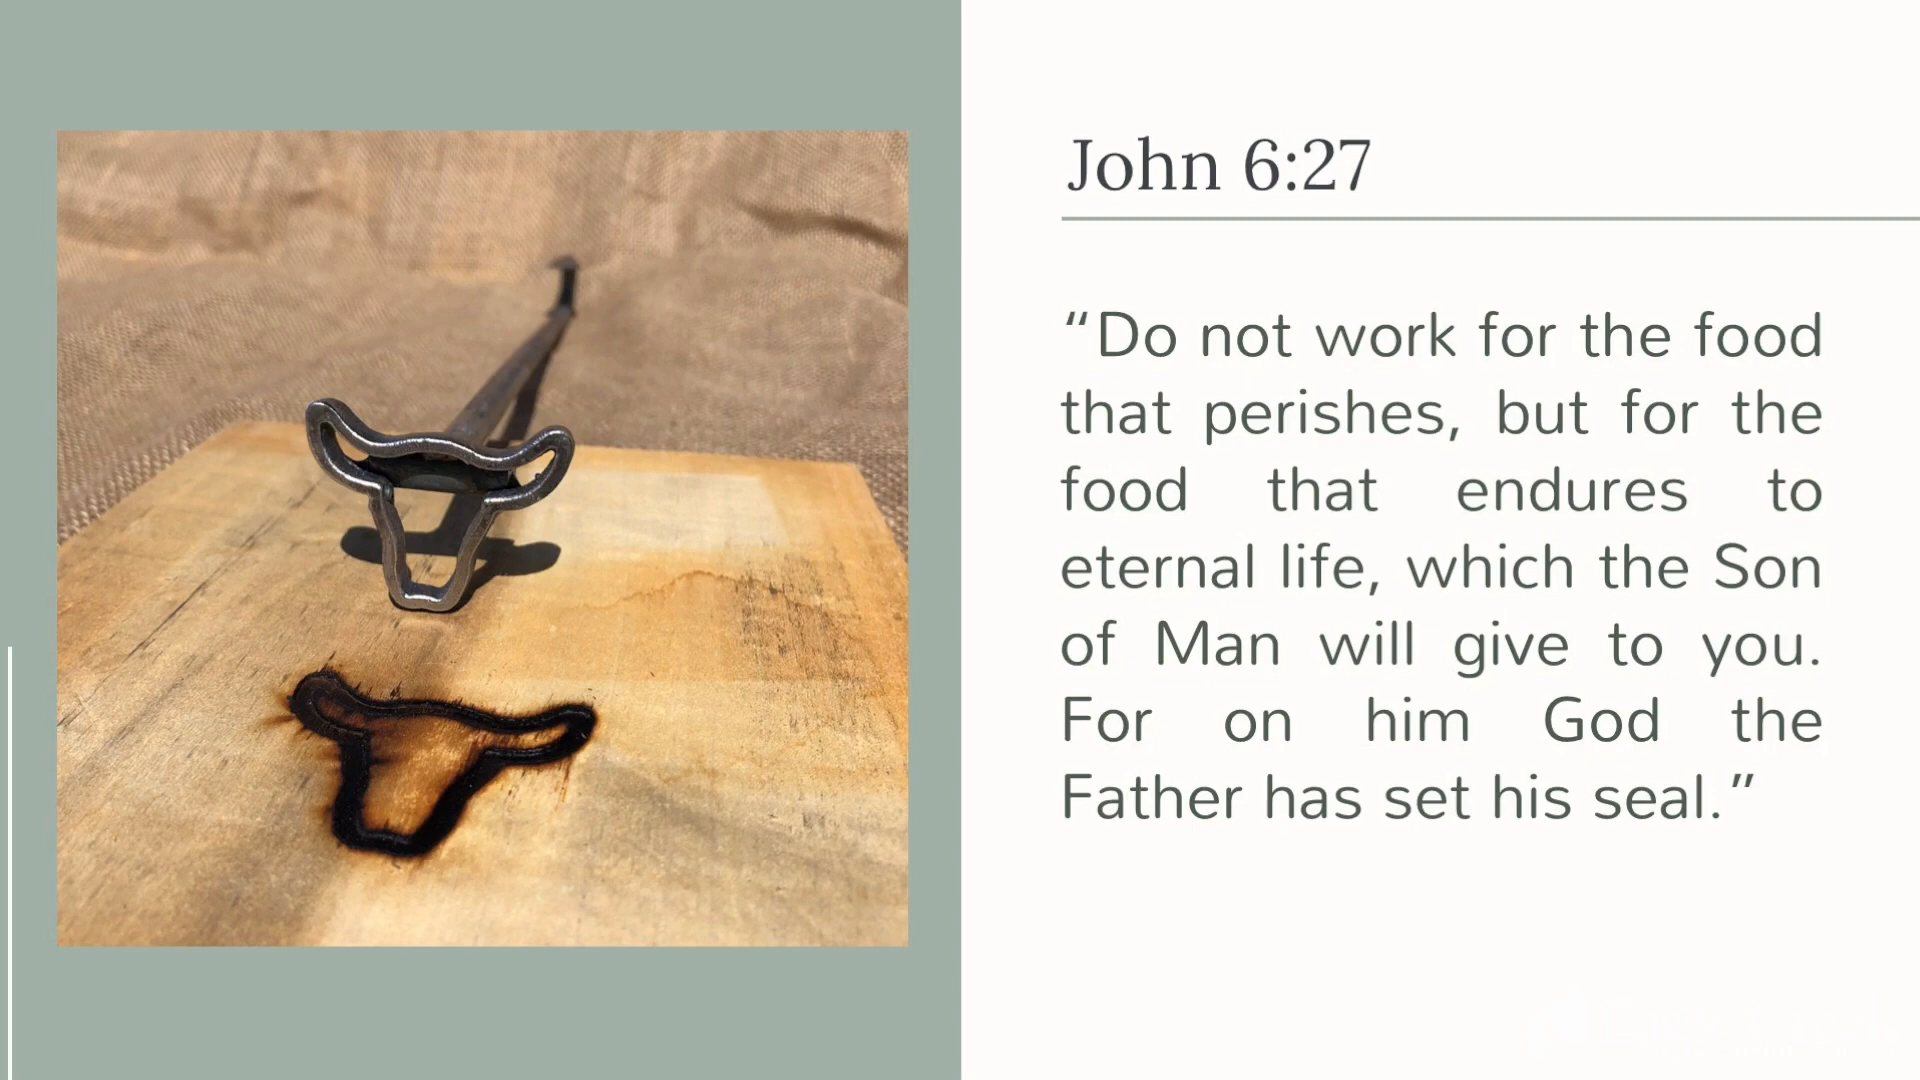 John 6:27
“Do not work for the food
that perishes, but for the
food that endures to
eternal life, which the Son
of Man will give to you.
For on him God the
Father has set his seal.”